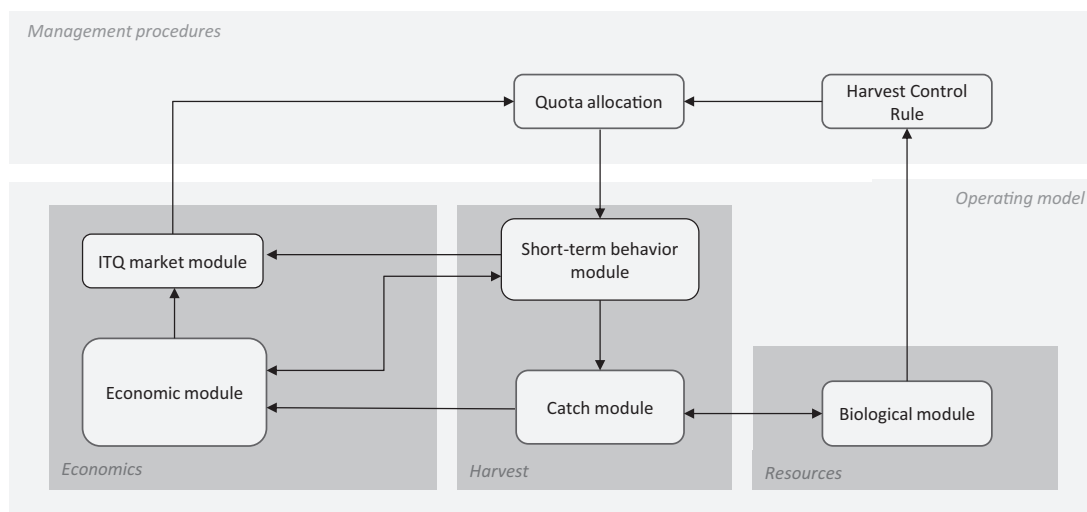 Management procedures
Quota allocation
Harvest Control
Rule
Operating model
ITQ market module
Short-term behavior
module
Economic module
Catch module
Biological module
Economics
Harvest
Resources